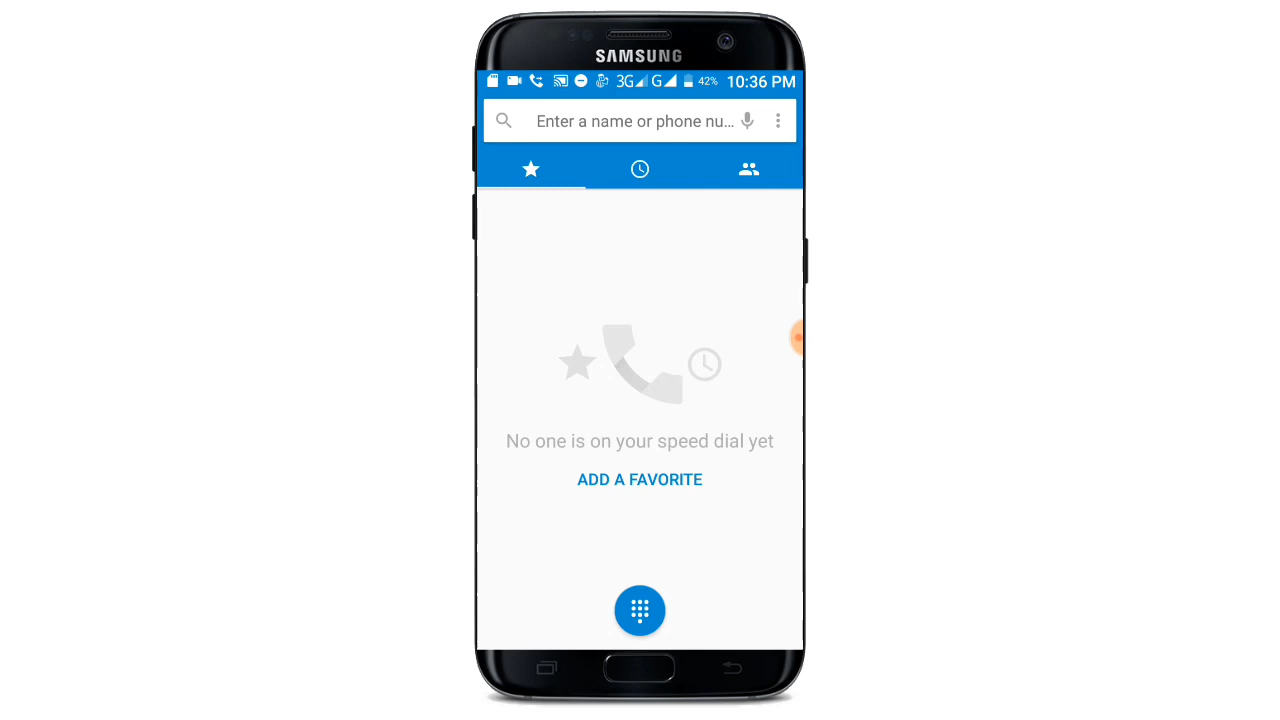 SAMSUNG
3G G 42% 10:36 PM
Enter a name or phone nu...
No one is on your speed dial yet
ADD A FAVORITE